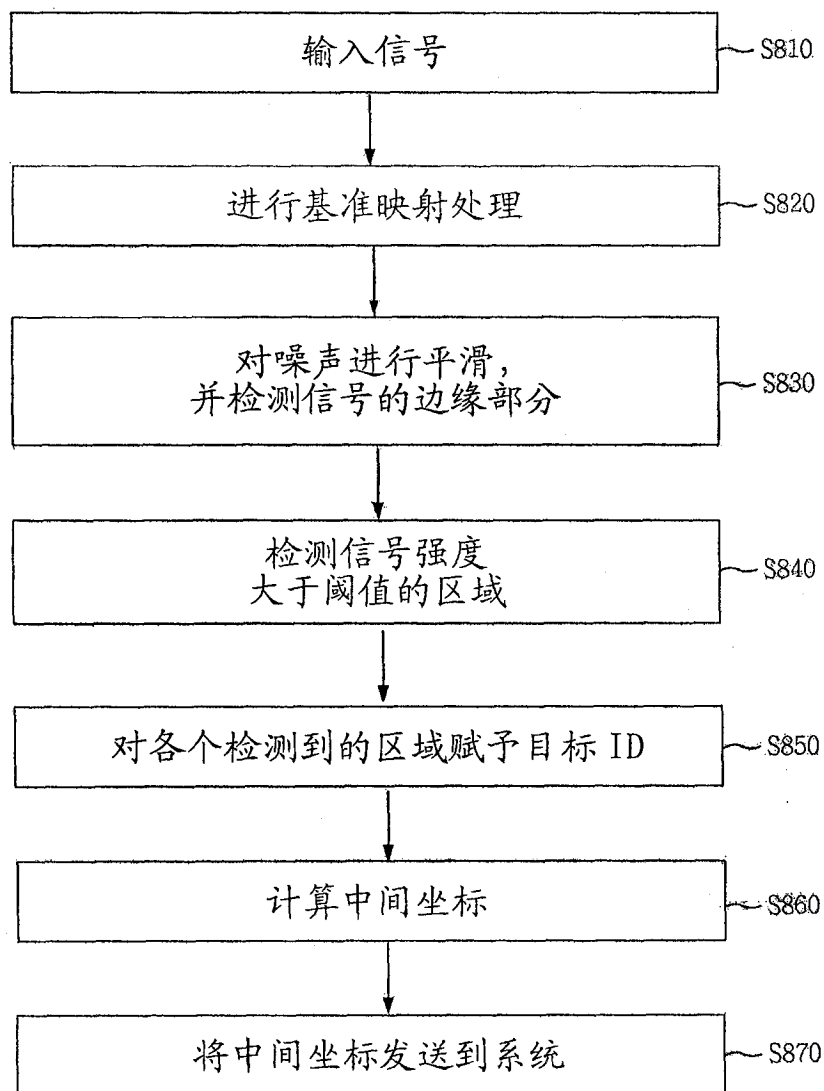 输入信号
S810
进行基准映射处理
S820
对噪声进行平滑，
并检测信号的边缘部分
S830
检测信号强度
大于阈值的区域
S840
对各个检测到的区域赋予目标 ID
S850
计算中间坐标
S860
将中间坐标发送到系统
S870